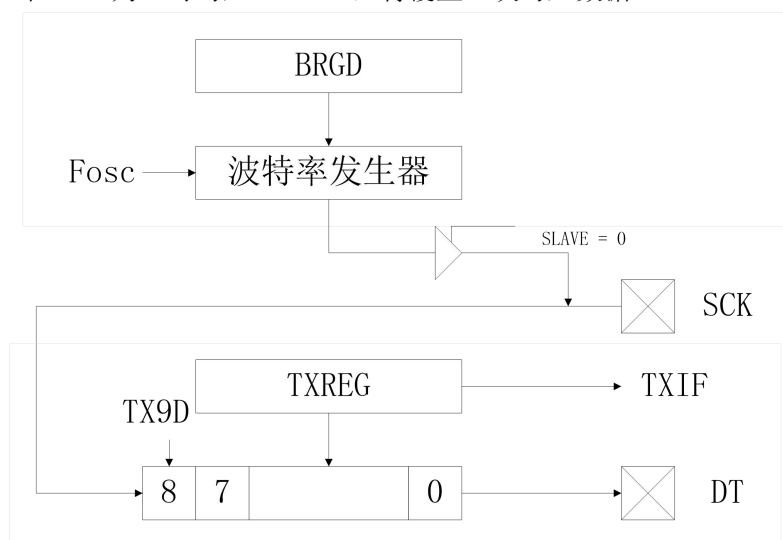 BRGD
Fosc
波特率发生器
SLAVE = 0
SCK
TXREG
TXIF
TX9D
8 7 0
DT